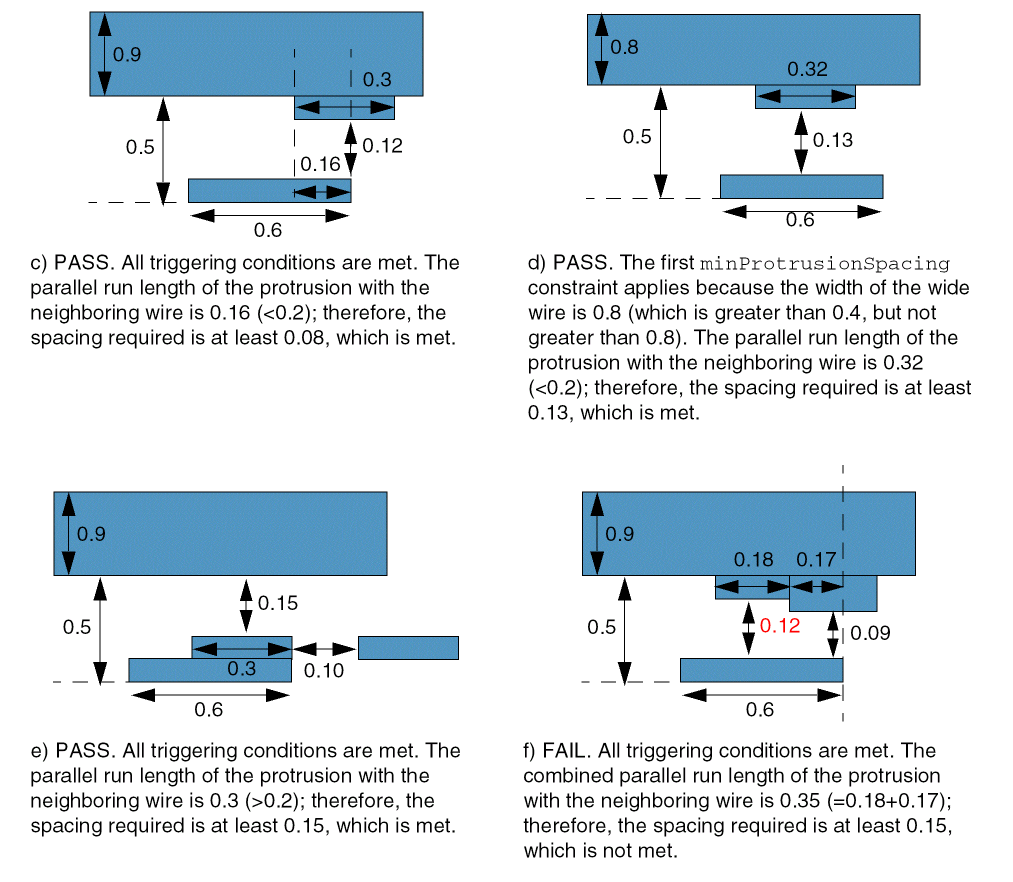 0.9
0.3
0.5
0.12
0.16
0.6
c) PASS. All triggering conditions are met. The
parallel run length of the protrusion with the
neighboring wire is 0.16 (<0.2); therefore, the
spacing required is at least 0.08, which is met.
0.8
0.32
0.5
0.13
0.6
d) PASS. The first minProtrusionSpacing
constraint applies because the width of the wide
wire is 0.8 (which is greater than 0.4, but not
greater than 0.8). The parallel run length of the
protrusion with the neighboring wire is 0.32
(<0.2); therefore, the spacing required is at least
0.13, which is met.
0.9
0.15
0.5
0.3
0.10
0.6
e) PASS. All triggering conditions are met. The
parallel run length of the protrusion with the
neighboring wire is 0.3 (>0.2); therefore, the
spacing required is at least 0.15, which is met.
0.9
0.18
0.17
0.5
0.12
0.09
0.6
f) FAIL. All triggering conditions are met. The
combined parallel run length of the protrusion
with the neighboring wire is 0.35 (=0.18+0.17);
therefore, the spacing required is at least 0.15,
which is not met.